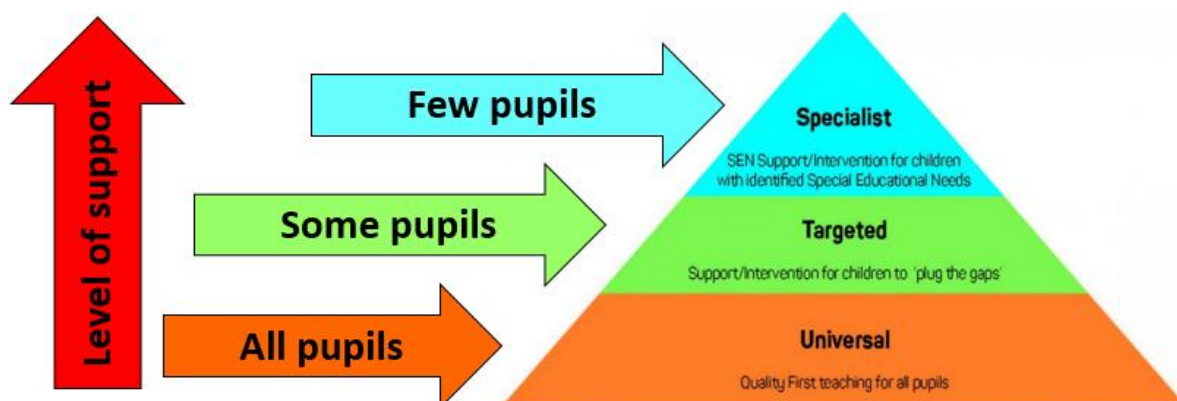 Level of support
Few pupils
Specialist
SEN Support/Intervention for children
with identified Special Educational Needs
Some pupils
Targeted
Support/Intervention for children to 'plug the gaps'
All pupils
Universal
Quality First teaching for all pupils